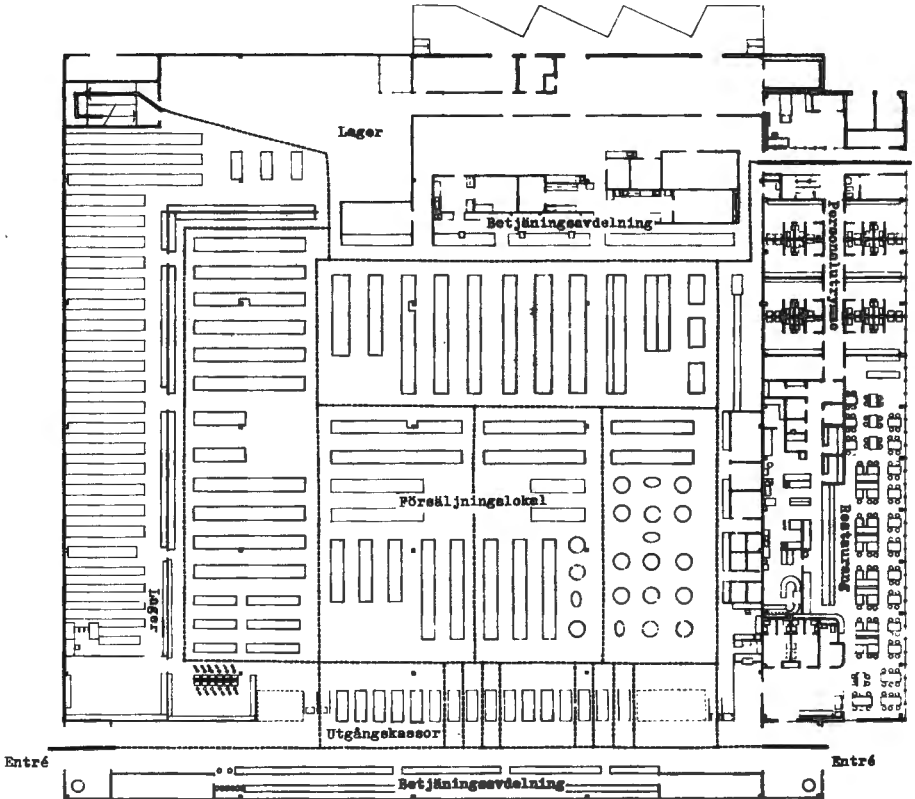 Lager
Betjäningsavdelning
Personalutrymme
Försäljningslokal
Restaurang
Lager
Utgångskassor
Entré
Entré
Betjäningsavdelning